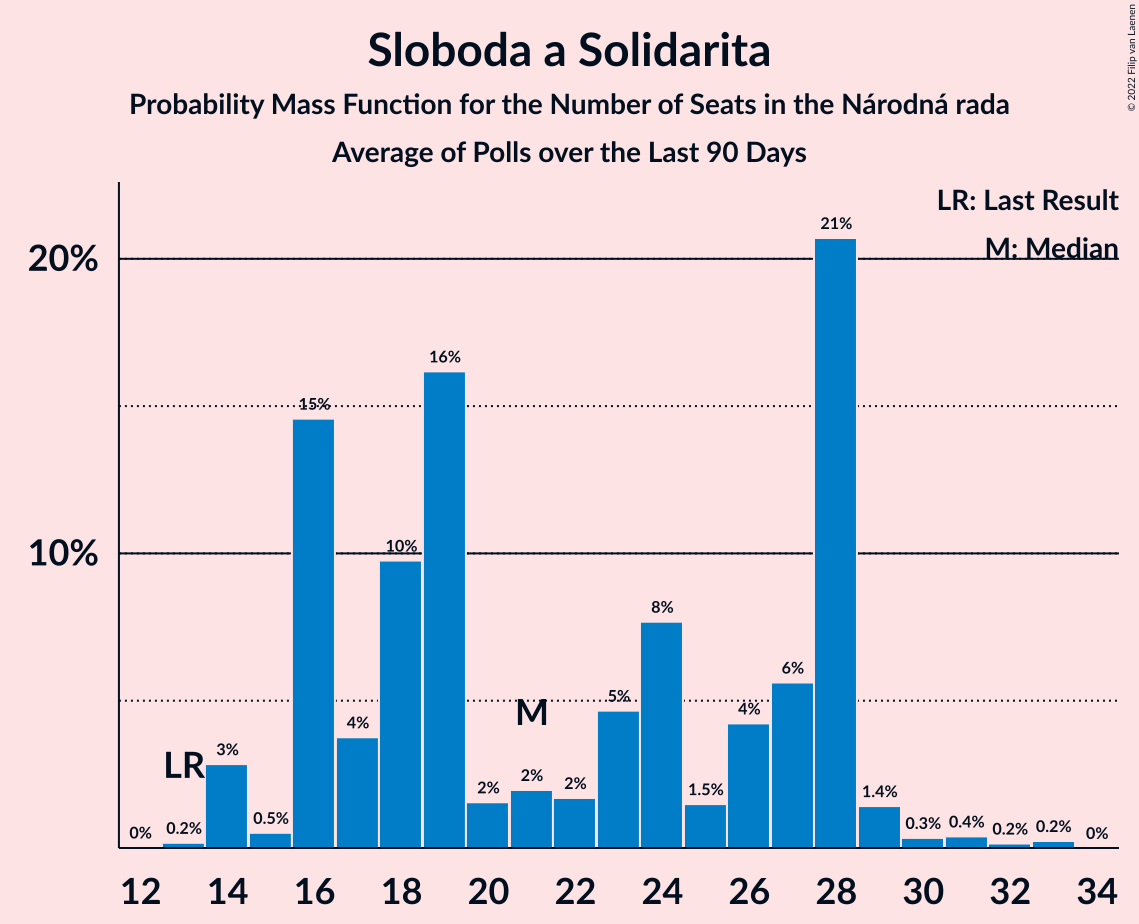 Sloboda a Solidarita
Probability Mass Function for the Number of Seats in the Národná rada
Average of Polls over the Last 90 Days
© 2022 Filip van Laenen
LR: Last Result
M: Median
20%
10%
0%
0.2%
3%
0.5%
15%
4%
10%
16%
2%
2%
2%
5%
8%
1.5%
4%
6%
21%
1.4%
0.3%
0.4%
0.2%
0.2%
0%
LR
M
12 14 16 18 20 22 24 26 28 30 32 34